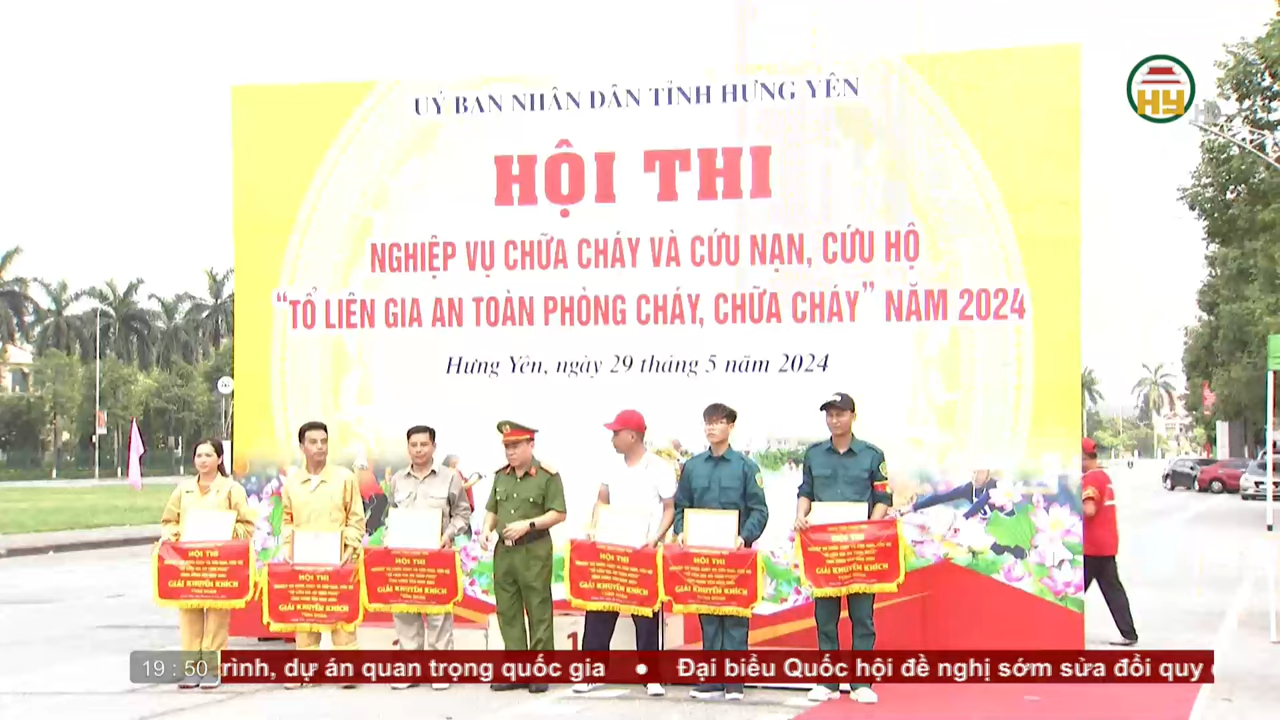 UỶ BAN NHÂN DÂN TỈNH HƯNG YÊN
HY
HỘI THI
NGHIỆP VỤ CHỮA CHÁY VÀ CỨU NẠN, CỨU HỘ
“TỔ LIÊN GIA AN TOÀN PHÒNG CHÁY, CHỮA CHÁY” NĂM 2024
Hưng Yên, ngày 29 tháng 5 năm 2024
HỘI THI
GIẢI KHUYẾN KHÍCH
HỘI THI
GIẢI KHUYẾN KHÍCH
HỘI THI
GIẢI KHUYẾN KHÍCH
HỘI THI
GIẢI KHUYẾN KHÍCH
HỘI THI
GIẢI KHUYẾN KHÍCH
HỘI THI
GIẢI KHUYẾN KHÍCH
1
19 : 50 rình, dự án quan trọng quốc gia • Đại biểu Quốc hội đề nghị sớm sửa đổi quy